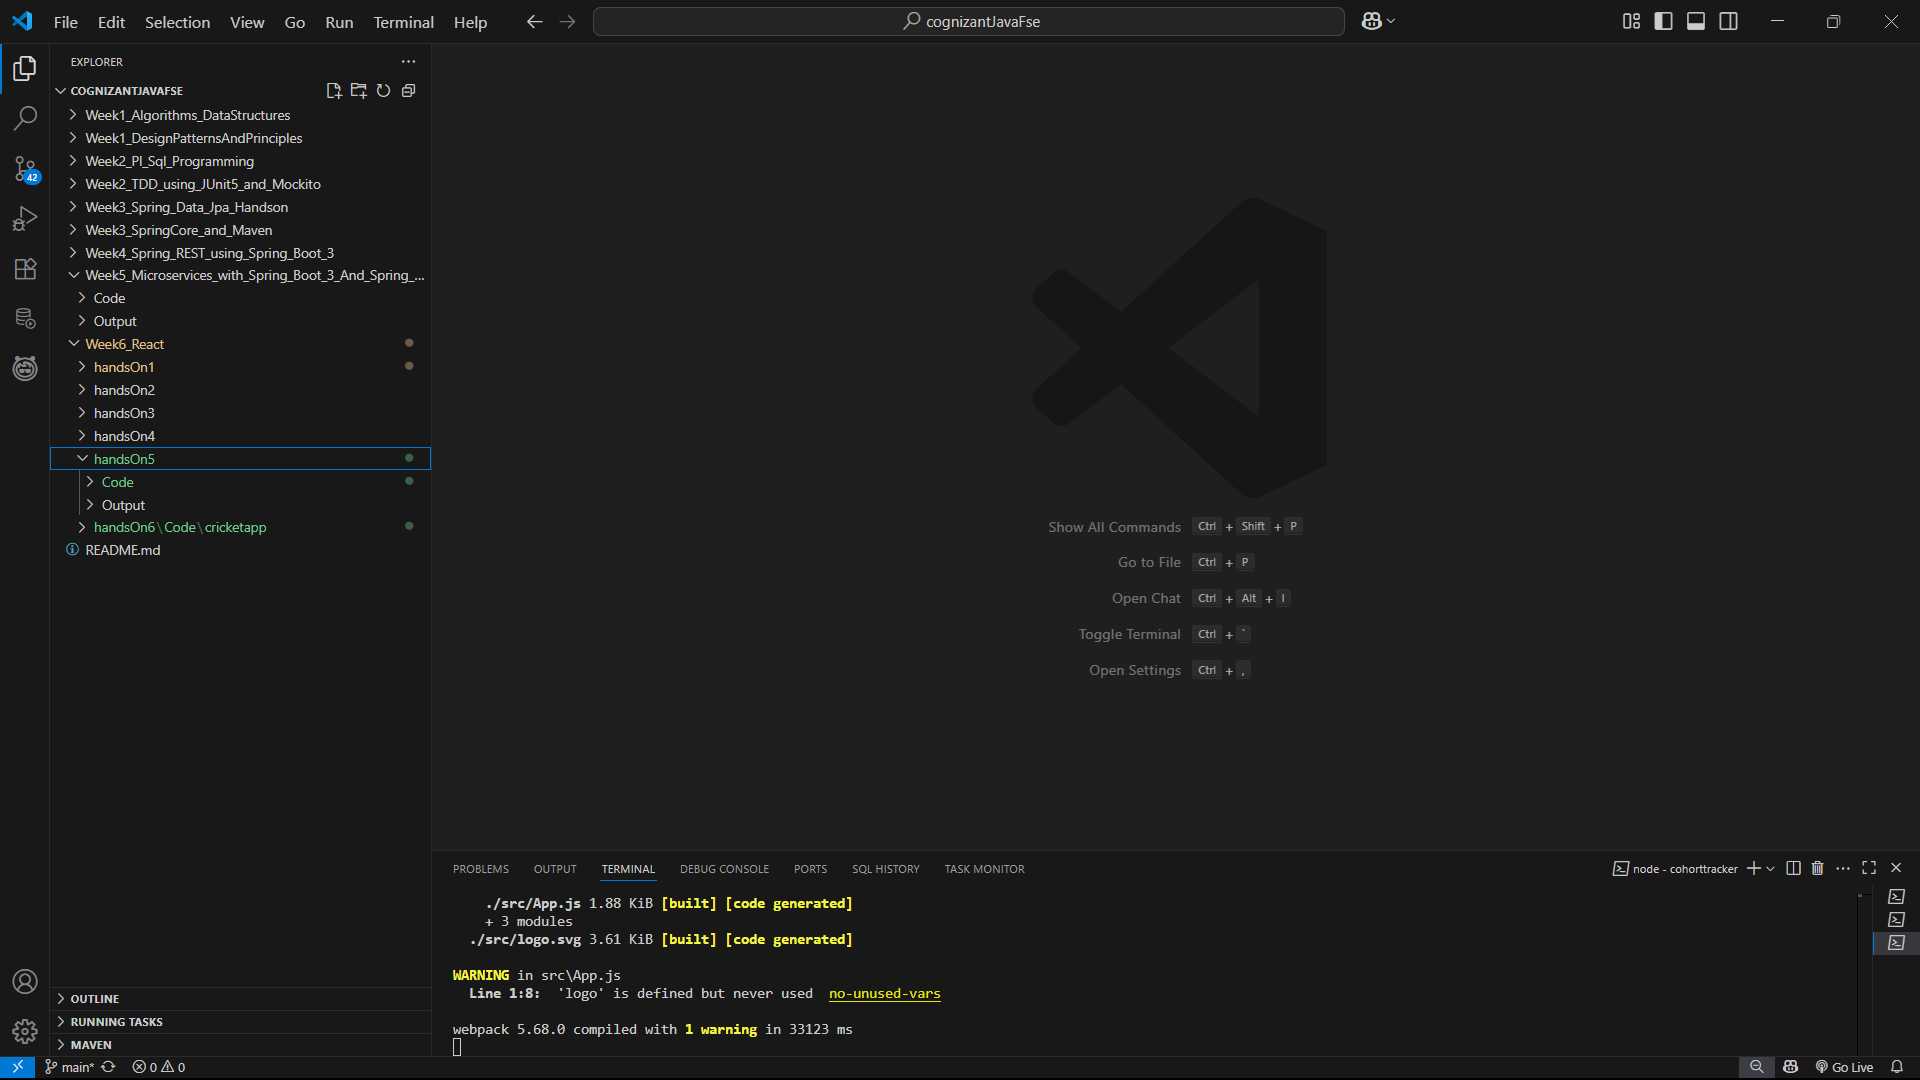 File Edit Selection View Go Run Terminal Help
cognizantJavaFse
EXPLORER
COGNIZANTJAVAFSE
Week1_Algorithms_DataStructures
Week1_DesignPatternsAndPrinciples
Week2_Pl_Sql_Programming
Week2_TDD_using_JUnit5_and_Mockito
Week3_Spring_Data_Jpa_Handson
Week3_SpringCore_and_Maven
Week4_Spring_REST_using_Spring_Boot_3
Week5_Microservices_with_Spring_Boot_3_And_Spring_...
Code
Output
Week6_React
handsOn1
handsOn2
handsOn3
handsOn4
handsOn5
Code
Output
handsOn6\Code\cricketapp
README.md
42
OUTLINE
RUNNING TASKS
MAVEN
Show All Commands Ctrl + Shift + P
Go to File Ctrl + P
Open Chat Ctrl + Alt + I
Toggle Terminal Ctrl + `
Open Settings Ctrl + ,
PROBLEMS OUTPUT TERMINAL DEBUG CONSOLE PORTS SQL HISTORY TASK MONITOR
node - cohorttracker
./src/App.js 1.88 KiB [built] [code generated]
+ 3 modules
./src/logo.svg 3.61 KiB [built] [code generated]
WARNING in src\App.js
Line 1:8: 'logo' is defined but never used no-unused-vars
webpack 5.68.0 compiled with 1 warning in 33123 ms
main* 0 0
Go Live